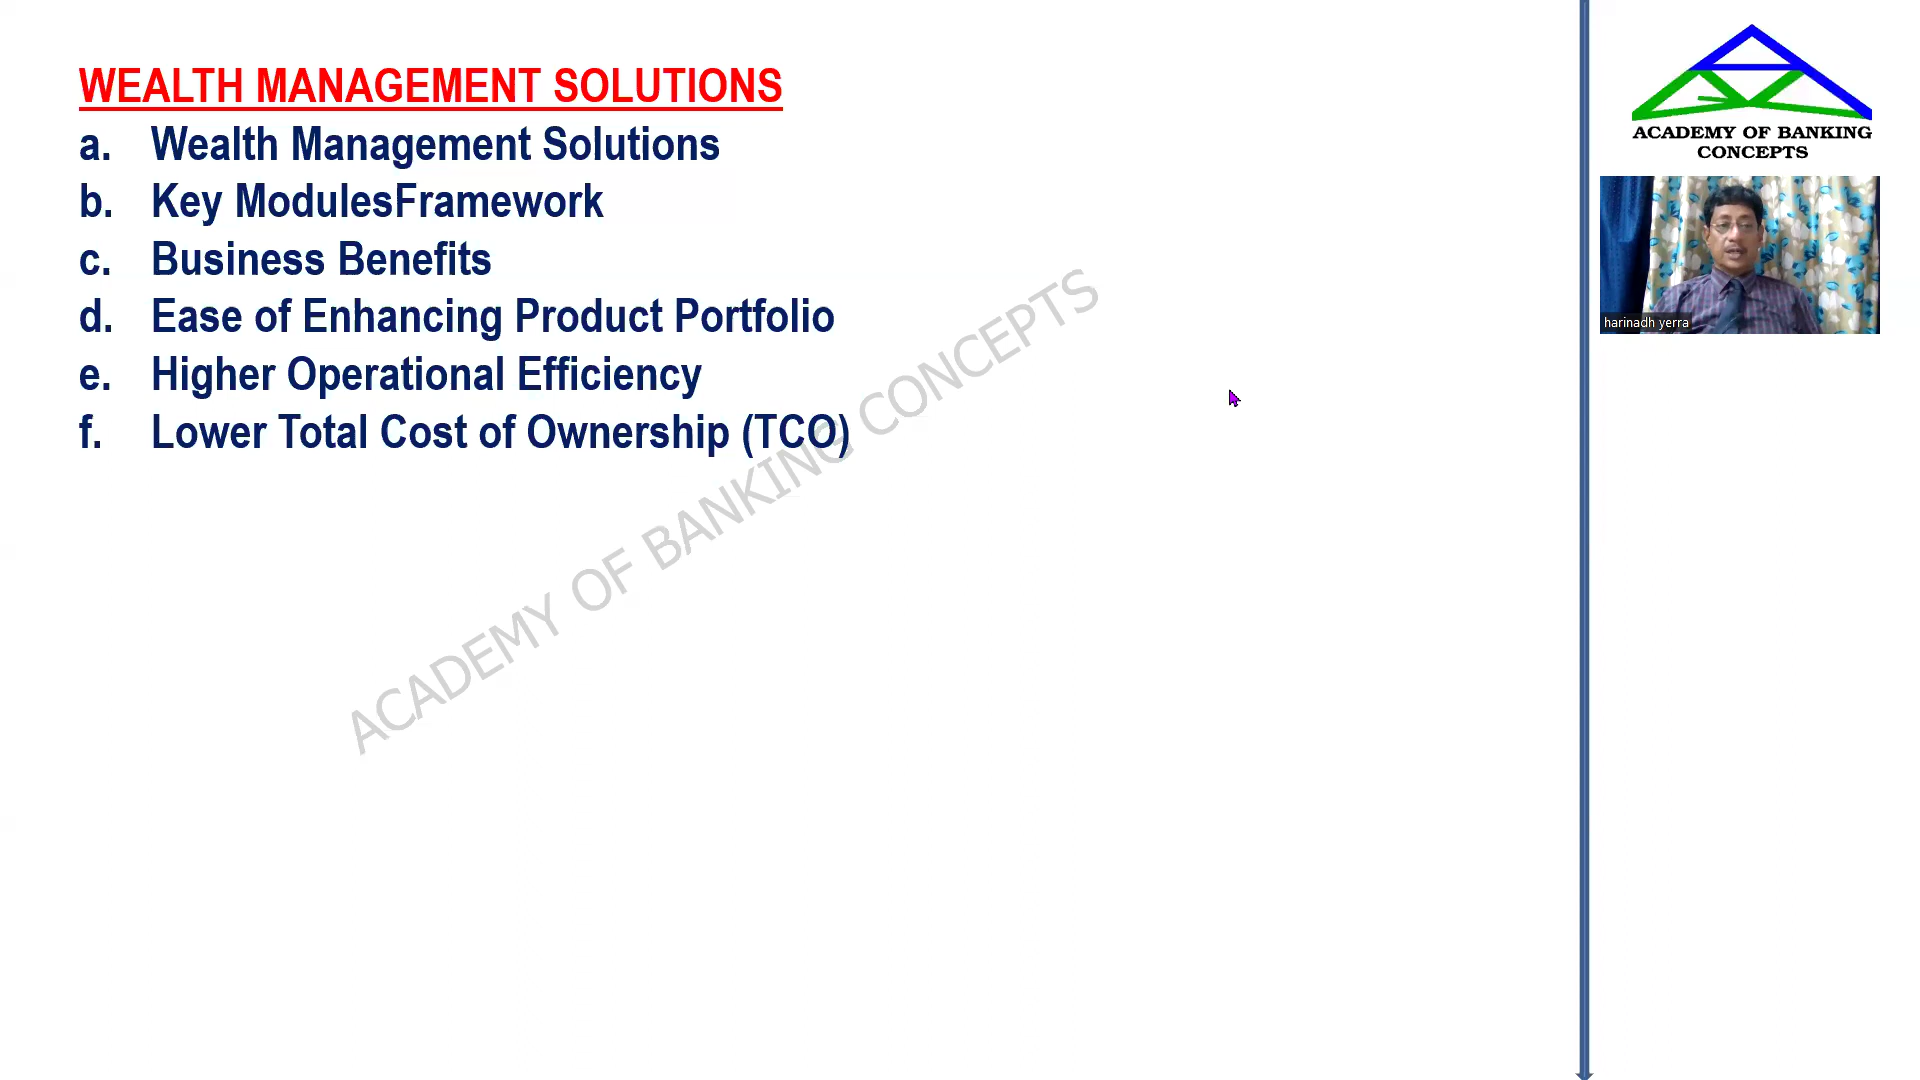 WEALTH MANAGEMENT SOLUTIONS
a. Wealth Management Solutions
b. Key ModulesFramework
c. Business Benefits
d. Ease of Enhancing Product Portfolio
e. Higher Operational Efficiency
f. Lower Total Cost of Ownership (TCO)
ACADEMY OF BANKING CONCEPTS
ACADEMY OF BANKING
CONCEPTS
harinadh yerra